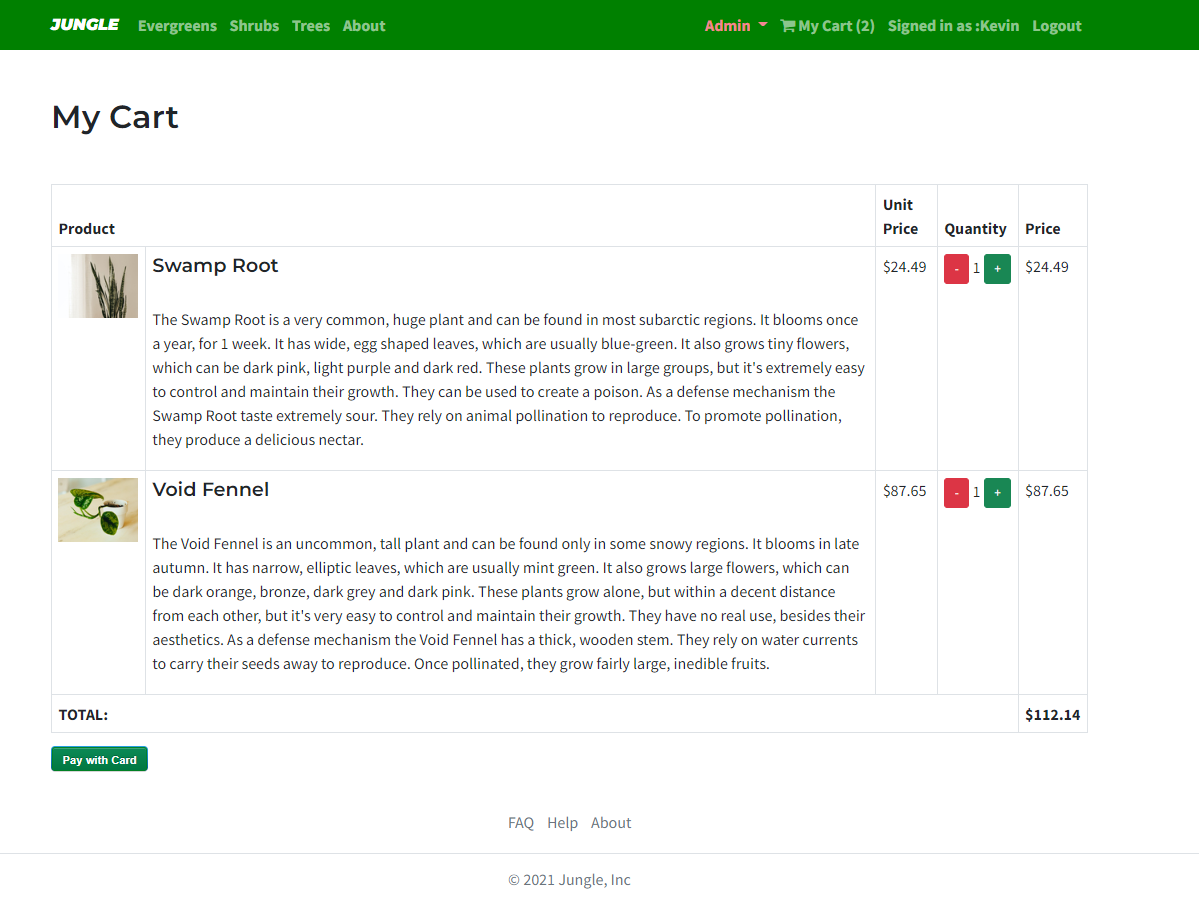 JUNGLE Evergreens Shrubs Trees About Admin My Cart (2) Signed in as :Kevin Logout
My Cart
Product Unit Price Quantity Price
Swamp Root $24.49 - 1 + $24.49
The Swamp Root is a very common, huge plant and can be found in most subarctic regions. It blooms once
a year, for 1 week. It has wide, egg shaped leaves, which are usually blue-green. It also grows tiny flowers,
which can be dark pink, light purple and dark red. These plants grow in large groups, but it's extremely easy
to control and maintain their growth. They can be used to create a poison. As a defense mechanism the
Swamp Root taste extremely sour. They rely on animal pollination to reproduce. To promote pollination,
they produce a delicious nectar.
Void Fennel $87.65 - 1 + $87.65
The Void Fennel is an uncommon, tall plant and can be found only in some snowy regions. It blooms in late
autumn. It has narrow, elliptic leaves, which are usually mint green. It also grows large flowers, which can
be dark orange, bronze, dark grey and dark pink. These plants grow alone, but within a decent distance
from each other, but it's very easy to control and maintain their growth. They have no real use, besides their
aesthetics. As a defense mechanism the Void Fennel has a thick, wooden stem. They rely on water currents
to carry their seeds away to reproduce. Once pollinated, they grow fairly large, inedible fruits.
TOTAL: $112.14
Pay with Card
FAQ Help About
© 2021 Jungle, Inc